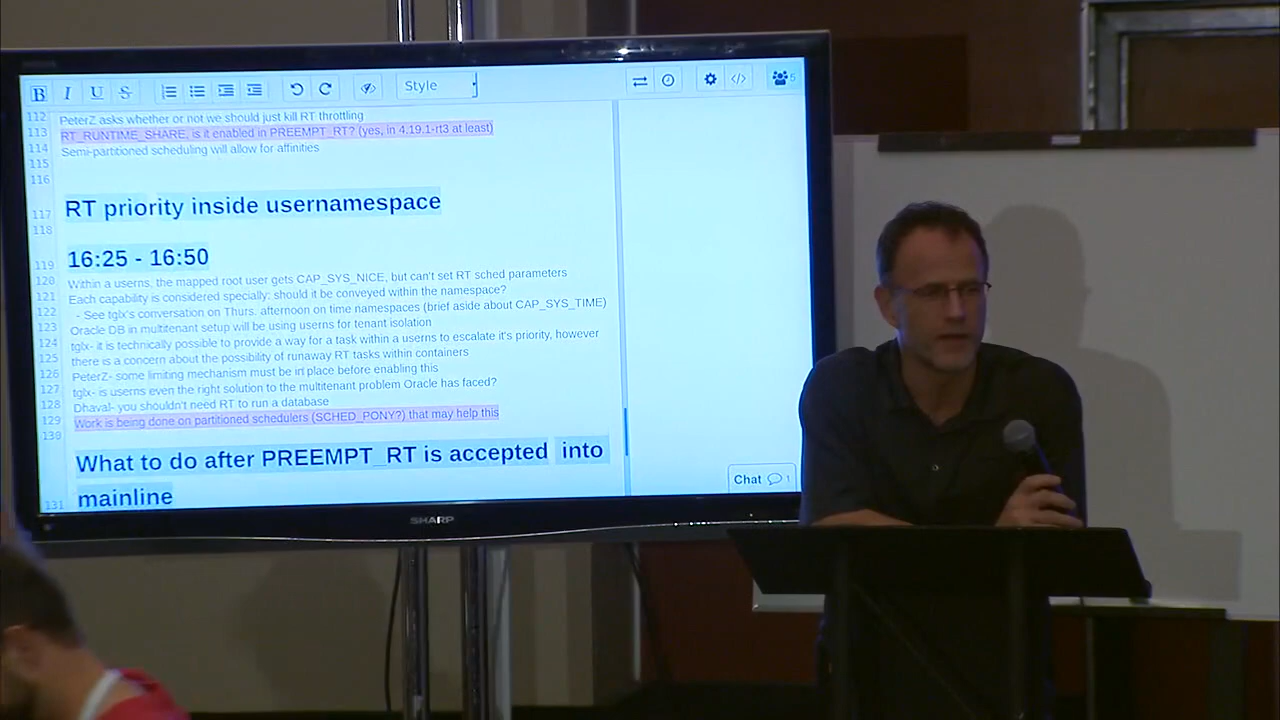 B I U S Style 5
112 PeterZ asks whether or not we should just kill RT throttling
113 RT_RUNTIME_SHARE, is it enabled in PREEMPT_RT? (yes, in 4.19.1-rt3 at least)
114 Semi-partitioned scheduling will allow for affinities
115
116
117 RT priority inside usernamespace
118
119 16:25 - 16:50
120 Within a userns, the mapped root user gets CAP_SYS_NICE, but can't set RT sched parameters
121 Each capability is considered specially: should it be conveyed within the namespace?
122 - See tglx's conversation on Thurs. afternoon on time namespaces (brief aside about CAP_SYS_TIME)
123 Oracle DB in multitenant setup will be using userns for tenant isolation
124 tglx- it is technically possible to provide a way for a task within a userns to escalate it's priority, however
125 there is a concern about the possibility of runaway RT tasks within containers
126 PeterZ- some limiting mechanism must be in place before enabling this
127 tglx- is userns even the right solution to the multitenant problem Oracle has faced?
128 Dhaval- you shouldn't need RT to run a database
129 Work is being done on partitioned schedulers (SCHED_PONY?) that may help this
130
What to do after PREEMPT_RT is accepted into
131 mainline
Chat 1
SHARP